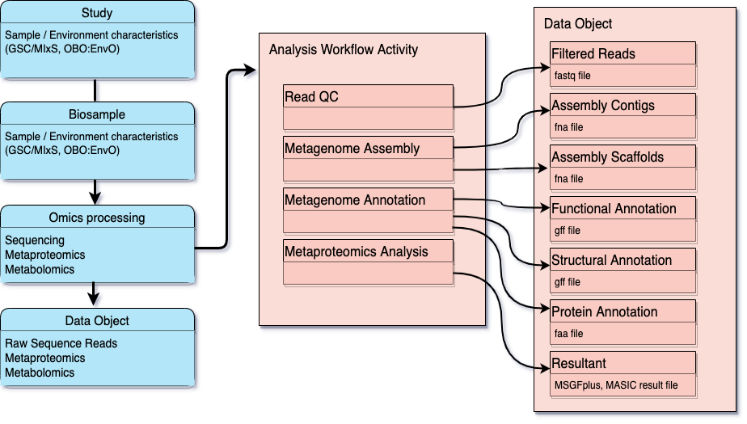 Study
Sample / Environment characteristics
(GSC/MIxS, OBO:EnvO)
Biosample
Sample / Environment characteristics
(GSC/MIxS, OBO:EnvO)
Omics processing
Sequencing
Metaproteomics
Metabolomics
Data Object
Raw Sequence Reads
Metaproteomics
Metabolomics
Analysis Workflow Activity
Read QC
Metagenome Assembly
Metagenome Annotation
Metaproteomics Analysis
Data Object
Filtered Reads
fastq file
Assembly Contigs
fna file
Assembly Scaffolds
fna file
Functional Annotation
gff file
Structural Annotation
gff file
Protein Annotation
faa file
Resultant
MSGFplus, MASIC result file